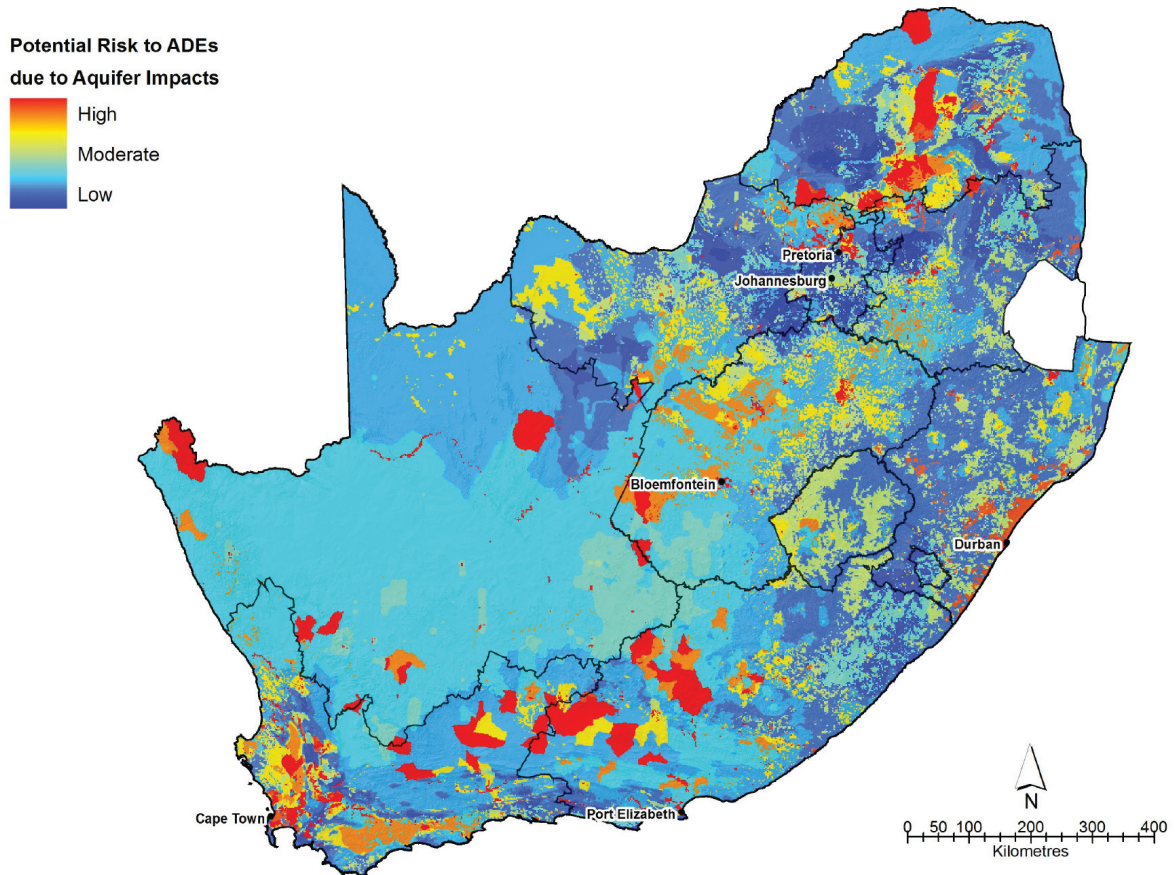 Potential Risk to ADEs
due to Aquifer Impacts
High
Moderate
Low
Pretoria
Johannesburg
Bloemfontein
Durban
Cape Town
Port Elizabeth
N
0 50 100 200 300 400
Kilometres